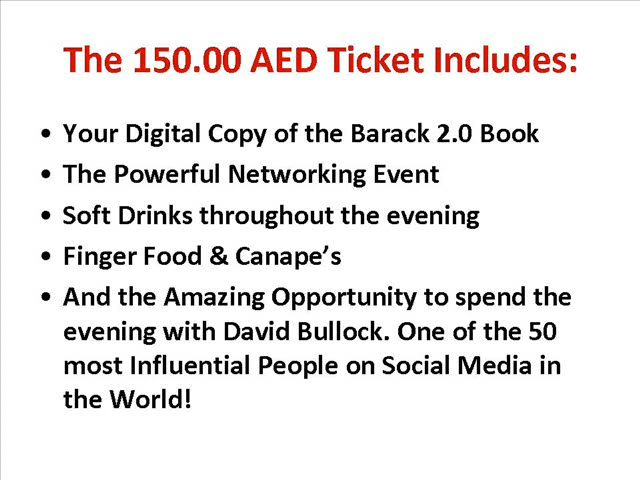 The 150.00 AED Ticket Includes:
• Your Digital Copy of the Barack 2.0 Book
• The Powerful Networking Event
• Soft Drinks throughout the evening
• Finger Food & Canape’s
• And the Amazing Opportunity to spend the
evening with David Bullock. One of the 50
most Influential People on Social Media in
the World!